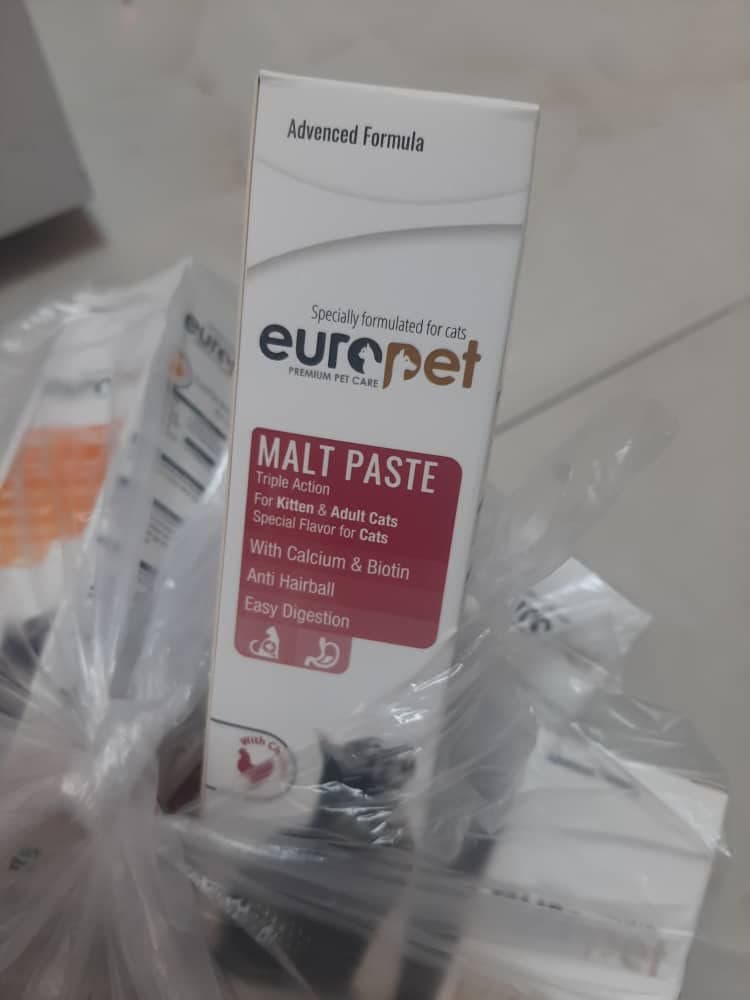 Advenced Formula
Specially formulated for cats
europet
PREMIUM PET CARE
MALT PASTE
Triple Action
For Kitten & Adult Cats
Special Flavor for Cats
With Calcium & Biotin
Anti Hairball
Easy Digestion
With